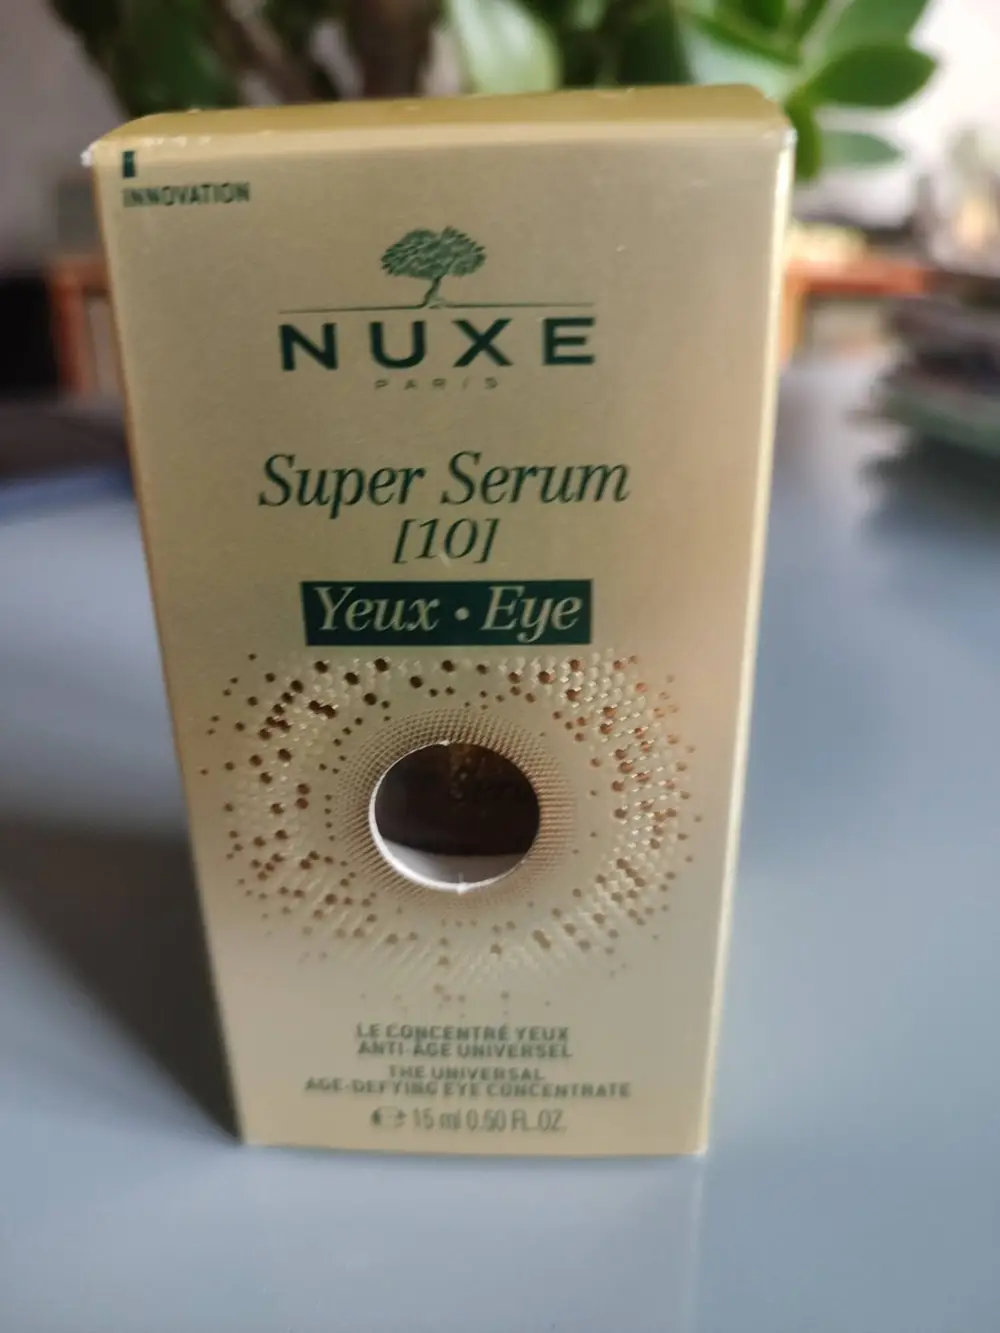 INNOVATION
NUXE
PARIS
Super Serum
[10]
Yeux • Eye
LE CONCENTRÉ YEUX
ANTI-ÂGE UNIVERSEL
THE UNIVERSAL
AGE-DEFYING EYE CONCENTRATE
15 ml 0.50 FL.OZ.